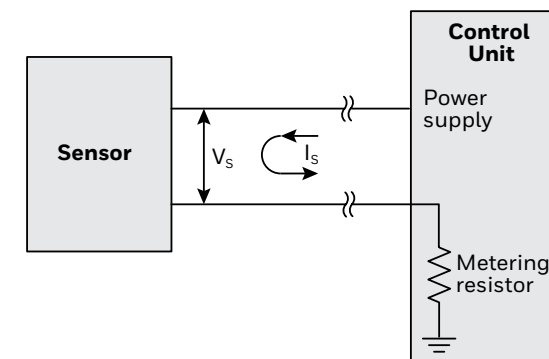 Control
Unit
Power
supply
Sensor
Vs
Is
Metering
resistor